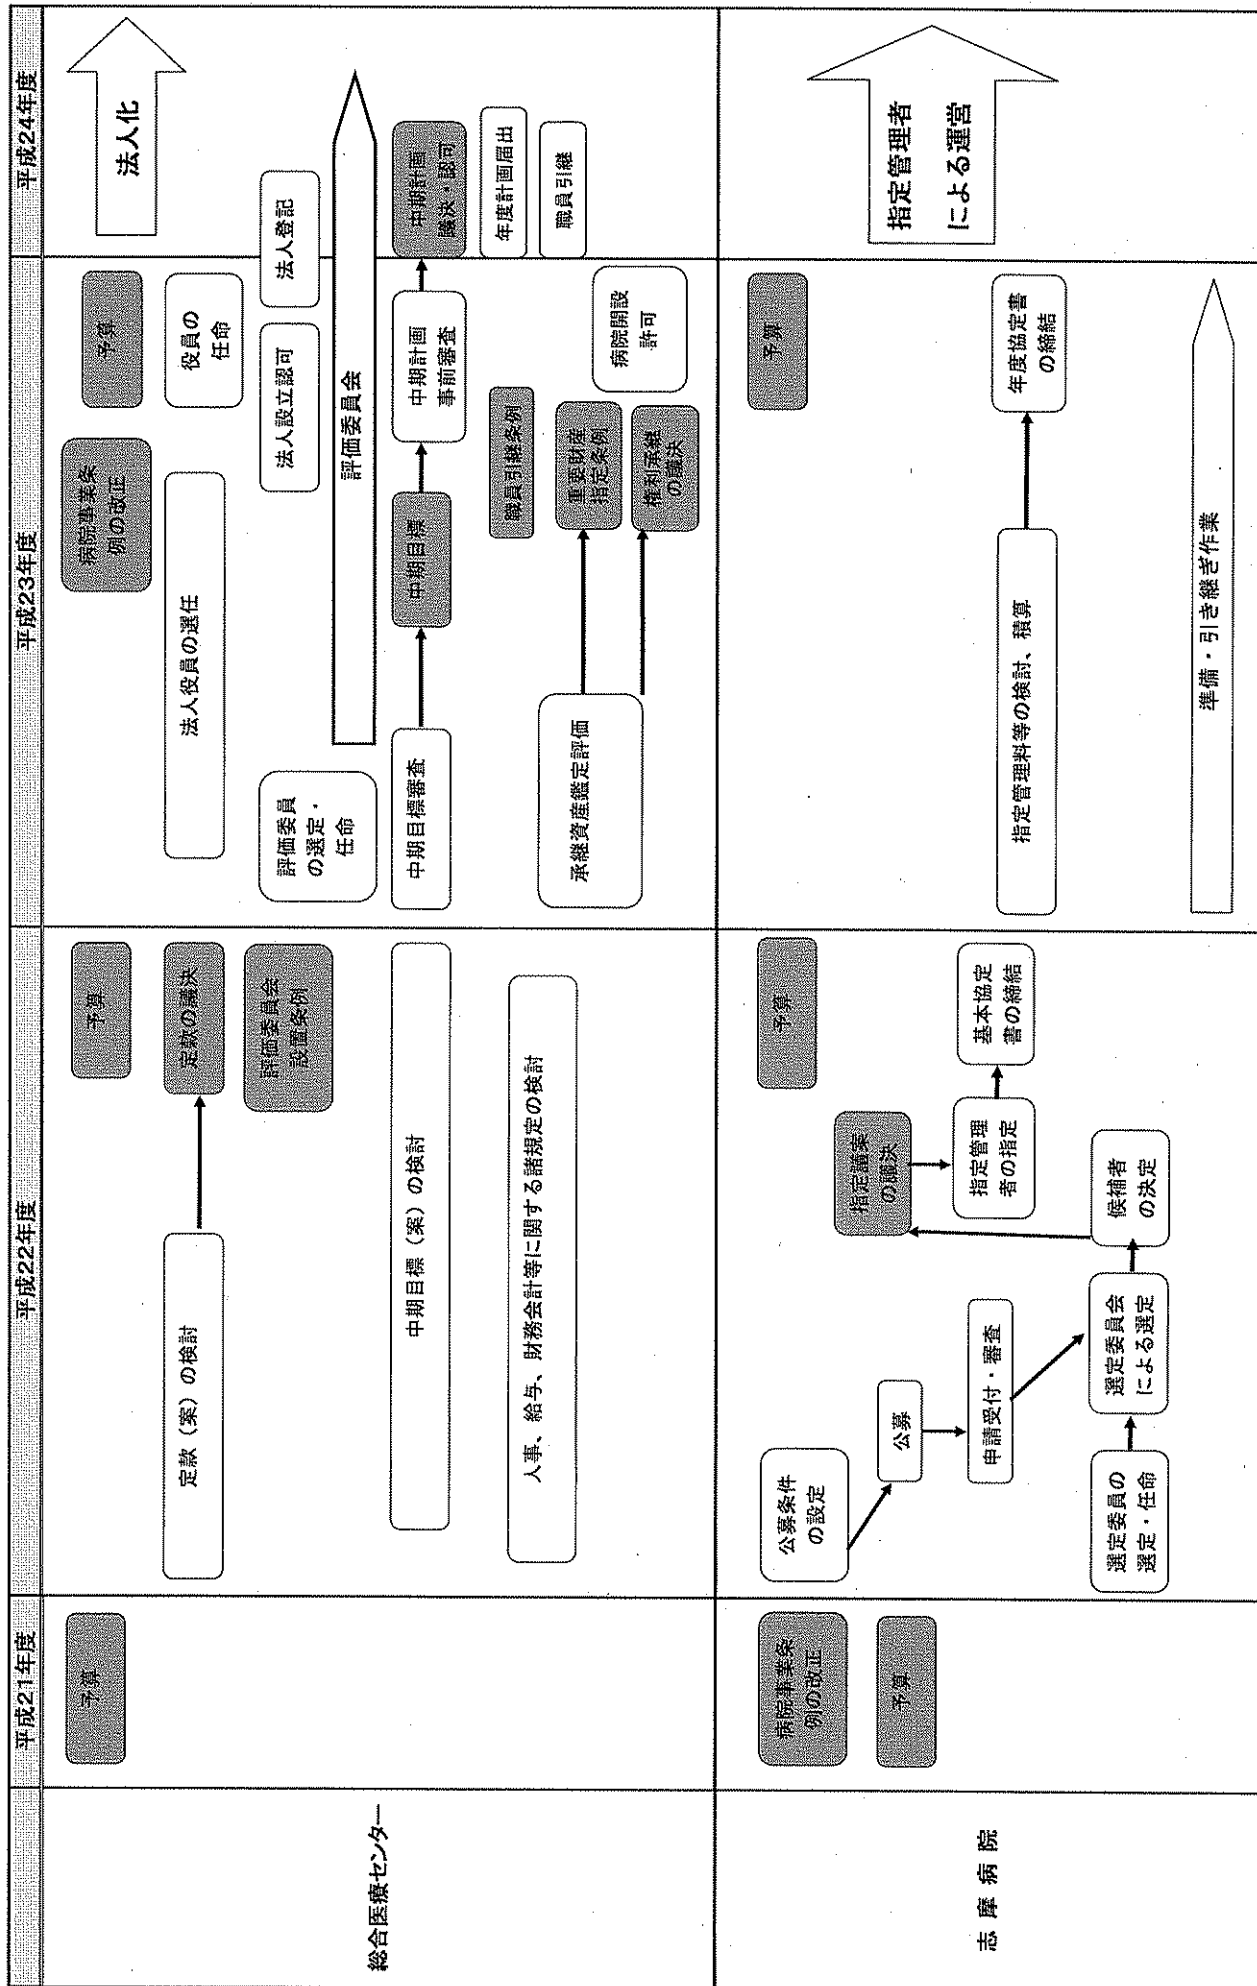 平成21年度
平成22年度
平成23年度
平成24年度
総合医療センター
予算
定款（案）の検討
定款の議決
予算
評価委員会
設置条例
中期目標（案）の検討
人事、給与、財務会計等に関する諸規定の検討
病院事業条
例の改正
予算
法人役員の選任
役員の
任命
評価委員
の選定・
任命
法人設立認可
法人登記
評価委員会
中期目標審査
中期目標
中期計画
事前審査
中期計画
議決・認可
年度計画届出
職員引継
職員引継条例
承継資産鑑定評価
重要財産
指定条例
権利承継
の議決
病院開設
許可
法人化
志摩病院
病院事業条
例の改正
予算
公募条件
の設定
公募
申請受付・審査
選定委員の
選定・任命
選定委員会
による選定
候補者
の決定
指定議案
の議決
指定管理
者の指定
基本協定
書の締結
予算
予算
指定管理料等の検討、積算
年度協定書
の締結
準備・引き継ぎ作業
指定管理者
による運営